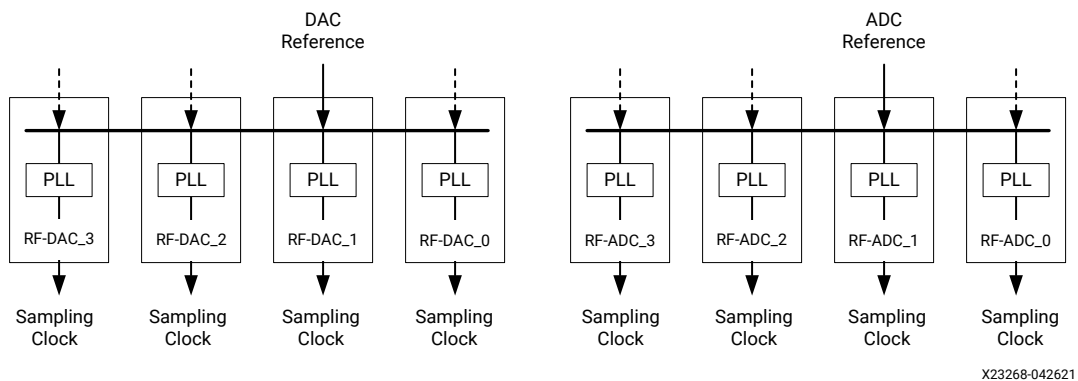 DAC
Reference
ADC
Reference
PLL
PLL
PLL
PLL
PLL
PLL
PLL
PLL
RF-DAC_3
RF-DAC_2
RF-DAC_1
RF-DAC_0
RF-ADC_3
RF-ADC_2
RF-ADC_1
RF-ADC_0
Sampling
Clock
Sampling
Clock
Sampling
Clock
Sampling
Clock
Sampling
Clock
Sampling
Clock
Sampling
Clock
Sampling
Clock
X23268-042621